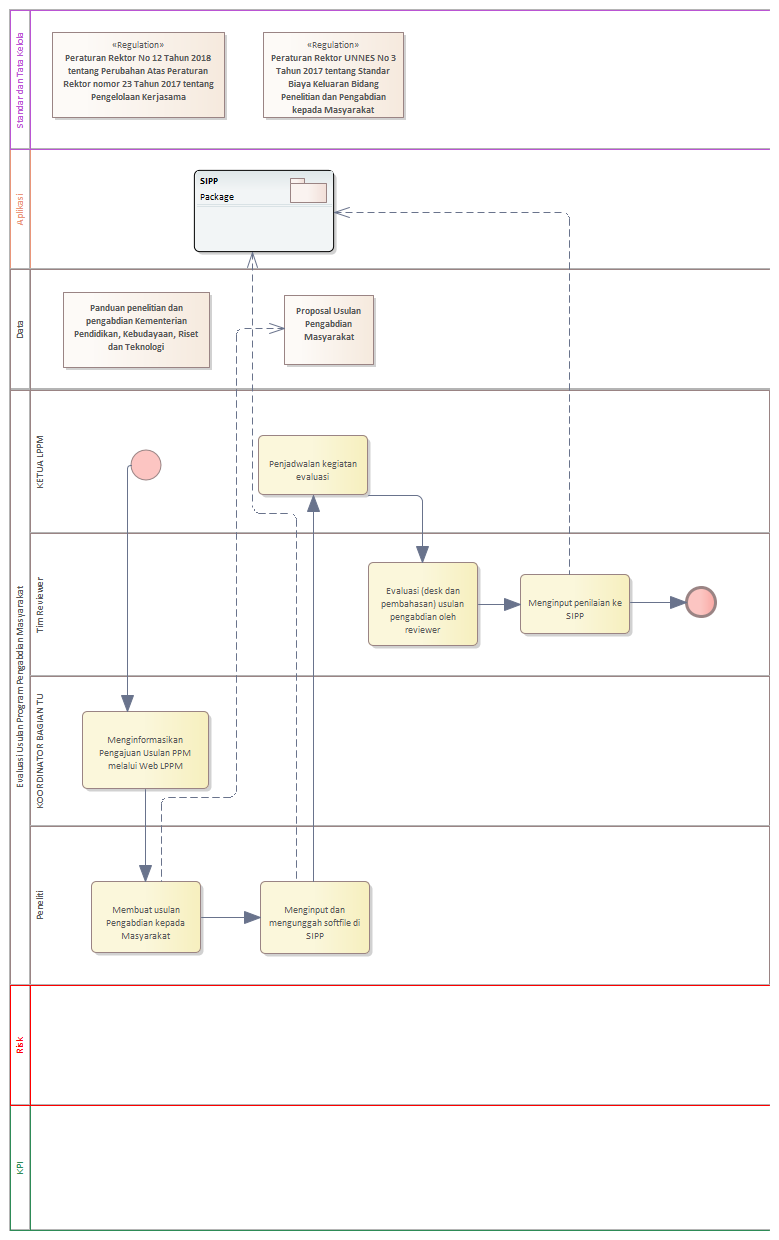 Standar dan Tata Kelola
«Regulation»
Peraturan Rektor No 12 Tahun 2018
tentang Perubahan Atas Peraturan
Rektor nomor 23 Tahun 2017 tentang
Pengelolaan Kerjasama
«Regulation»
Peraturan Rektor UNNES No 3
Tahun 2017 tentang Standar
Biaya Keluaran Bidang
Penelitian dan Pengabdian
kepada Masyarakat
Aplikasi
SIPP
Package
Data
Panduan penelitian dan
pengabdian Kementerian
Pendidikan, Kebudayaan, Riset
dan Teknologi
Proposal Usulan
Pengabdian
Masyarakat
Evaluasi Usulan Program Pengabdian Masyarakat
KETUA LPPM
Penjadwalan kegiatan
evaluasi
Tim Reviewer
Evaluasi (desk dan
pembahasan) usulan
pengabdian oleh
reviewer
Menginput penilaian ke
SIPP
KOORDINATOR BAGIAN TU
Menginformasikan
Pengajuan Usulan PPM
melalui Web LPPM
Peneliti
Membuat usulan
Pengabdian kepada
Masyarakat
Menginput dan
mengunggah softfile di
SIPP
Risk
KPI